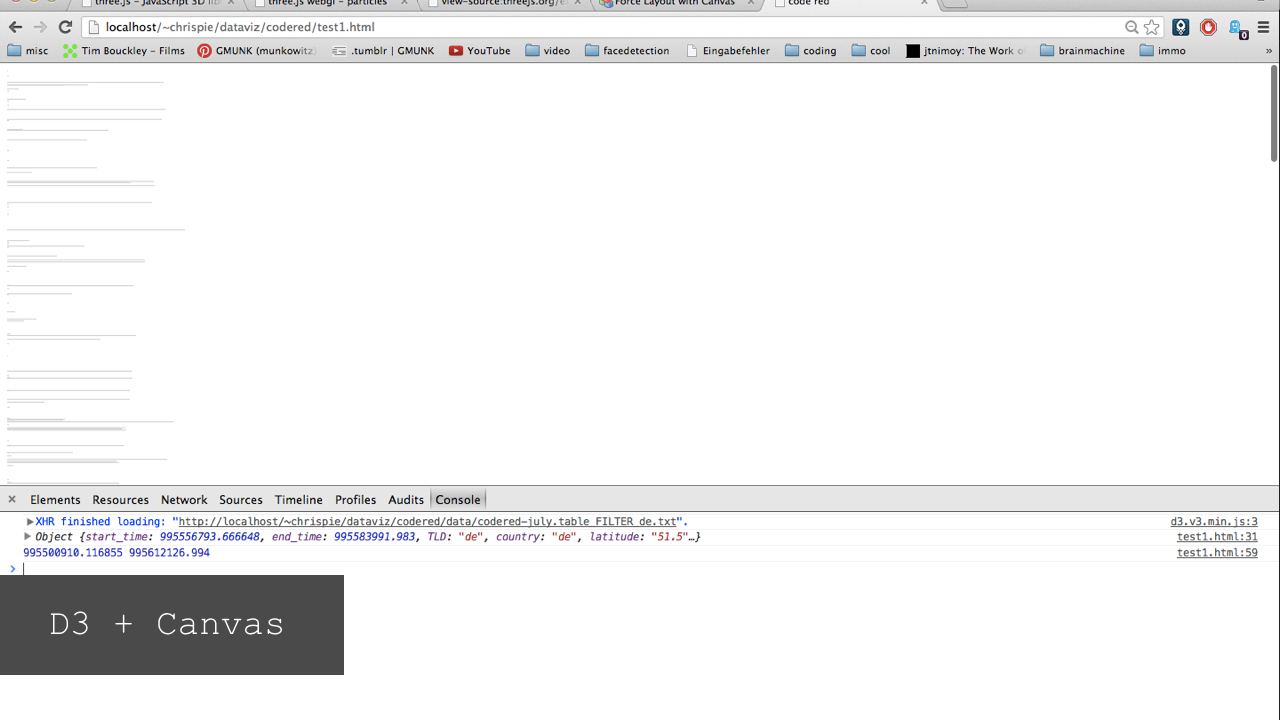 three.js - JavaScript 3D lib
three.js webgl - particles
view-source:threejs.org/ex
Force Layout with Canvas
code red
localhost/~chrispie/dataviz/codered/test1.html
misc
Tim Bouckley - Films
GMUNK (munkowitz)
.tumblr | GMUNK
YouTube
video
facedetection
Eingabefehler
coding
cool
jtnimoy: The Work o
brainmachine
immo
»
0
Elements Resources Network Sources Timeline Profiles Audits Console
XHR finished loading: "http://localhost/~chrispie/dataviz/codered/data/codered-july.table_FILTER_de.txt". d3.v3.min.js:3
Object {start_time: 995556793.666648, end_time: 995583991.983, TLD: "de", country: "de", latitude: "51.5"…} test1.html:31
995500910.116855 995612126.994 test1.html:59
>
D3 + Canvas